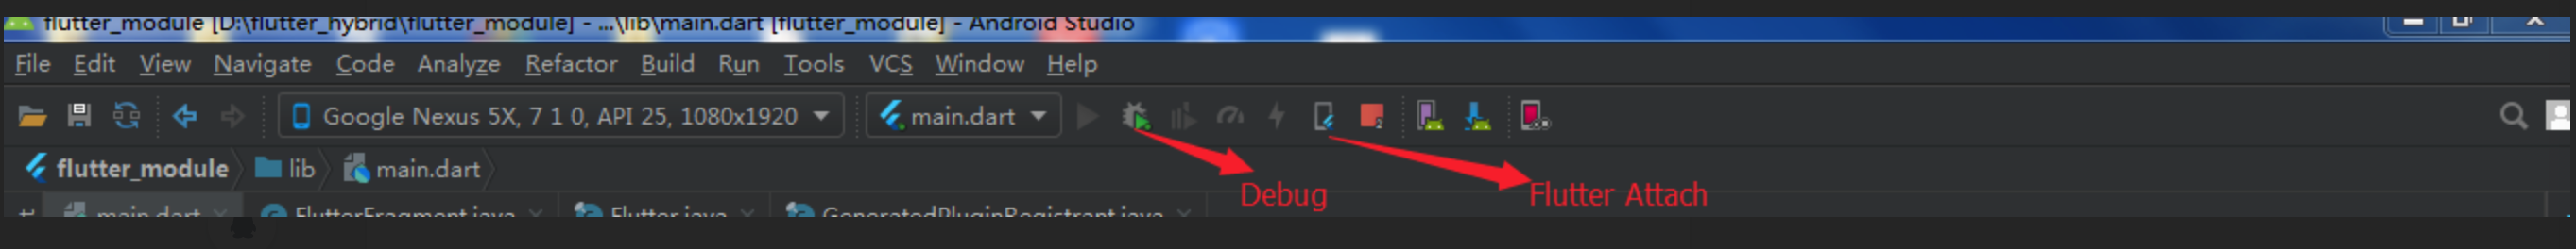 flutter_module [D:\flutter_hybrid\flutter_module] - ...\lib\main.dart [flutter_module] - Android Studio
File Edit View Navigate Code Analyze Refactor Build Run Tools VCS Window Help
Google Nexus 5X, 7 1 0, API 25, 1080x1920 main.dart 2
flutter_module lib main.dart
Debug Flutter Attach
main.dart FlutterFragment.java Flutter.java GeneratedPluginRegistrant.java